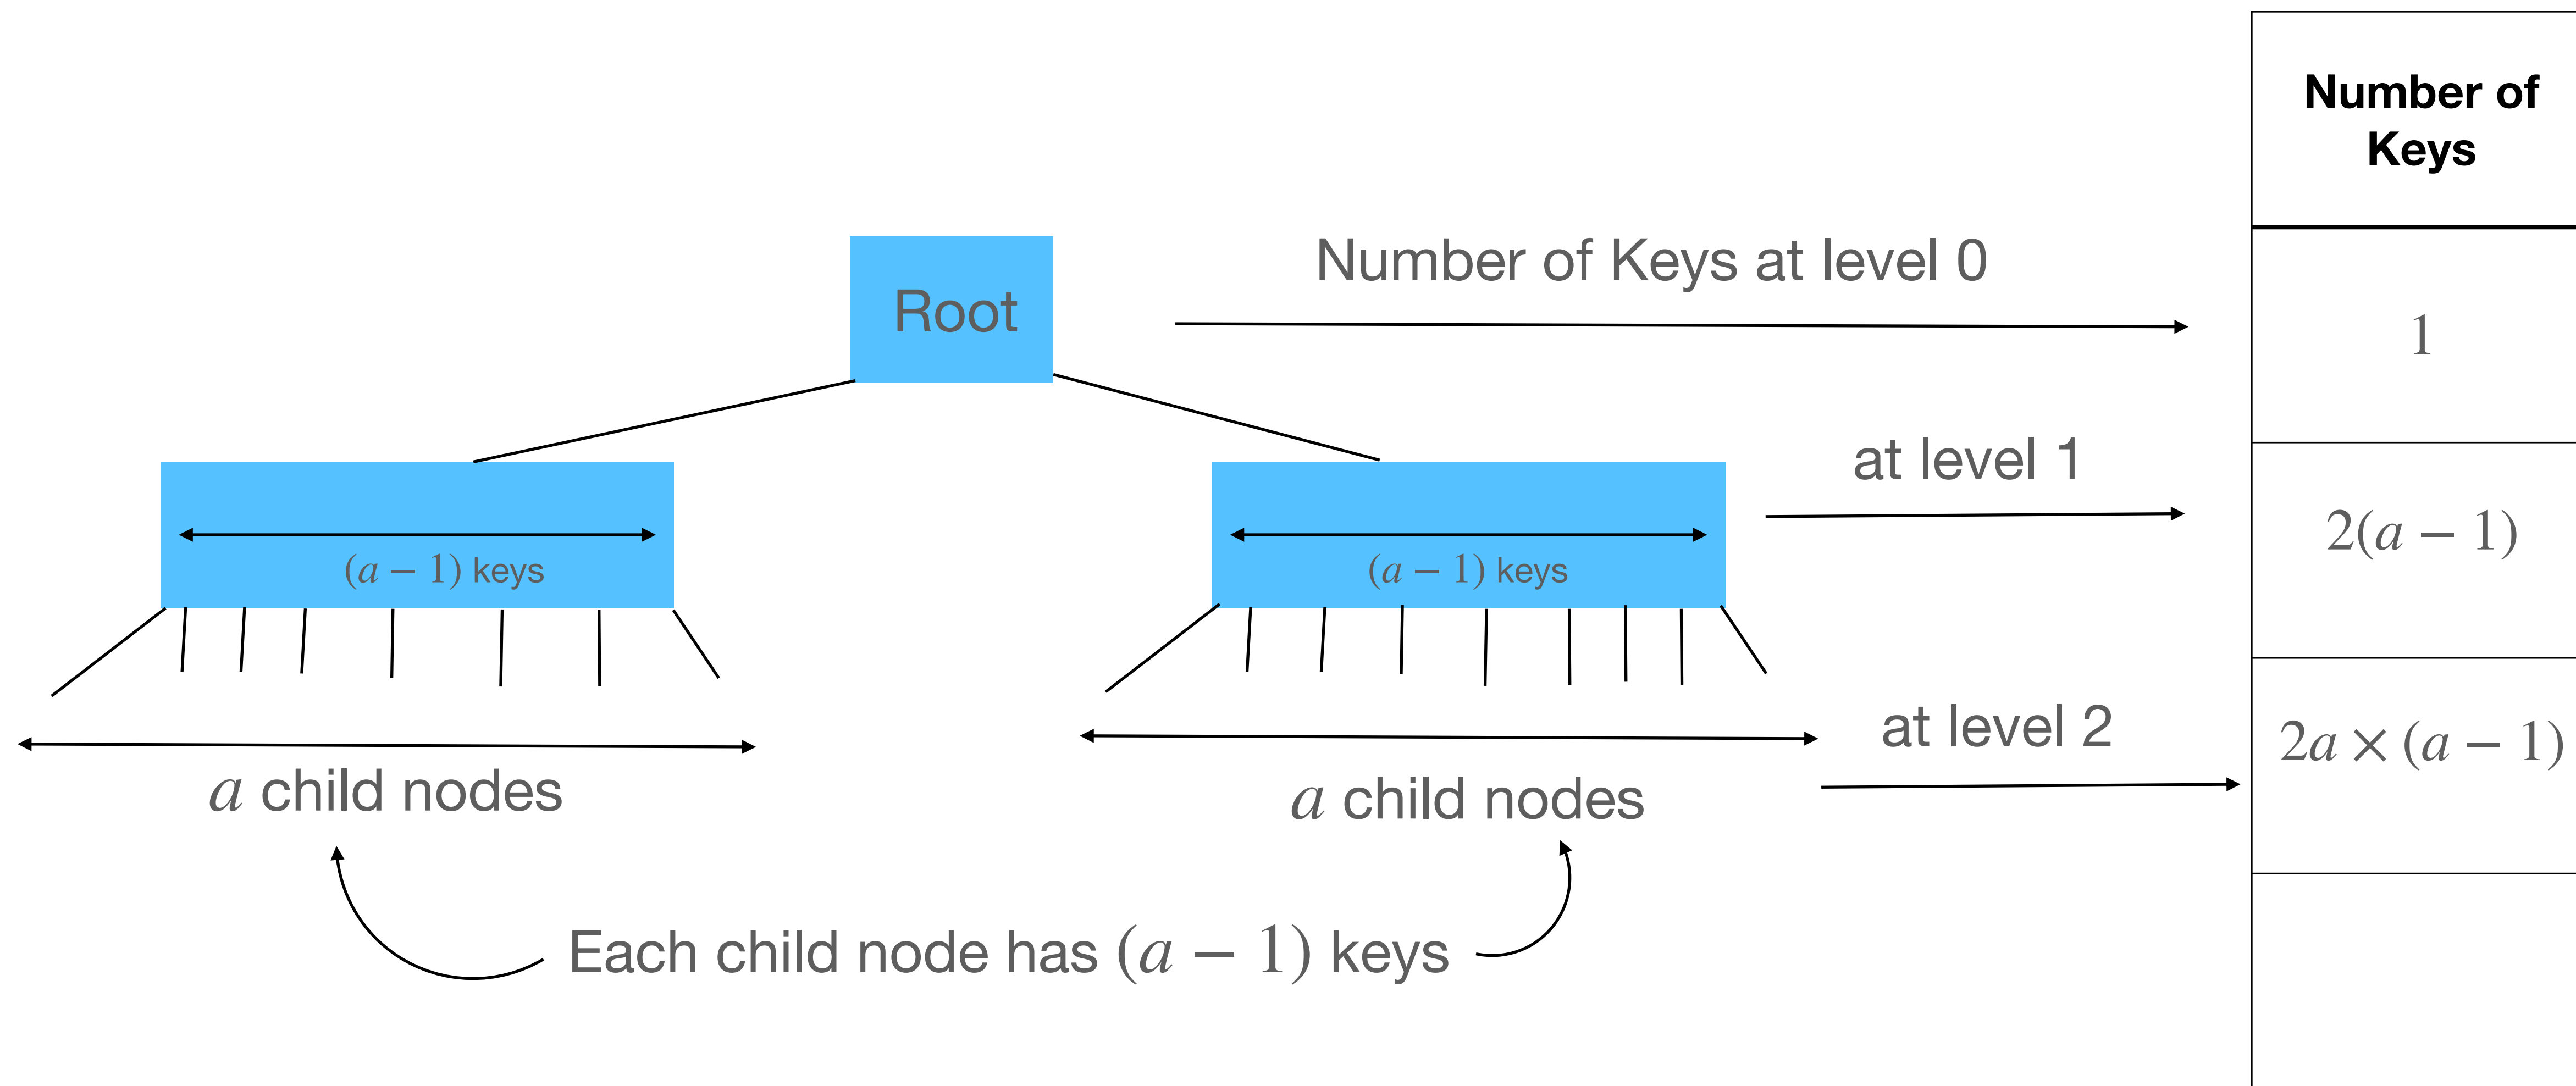 Number of
Keys
Number of Keys at level 0
Root
1
at level 1
2(a − 1)
(a − 1) keys
(a − 1) keys
at level 2
2a × (a − 1)
a child nodes
a child nodes
Each child node has (a − 1) keys